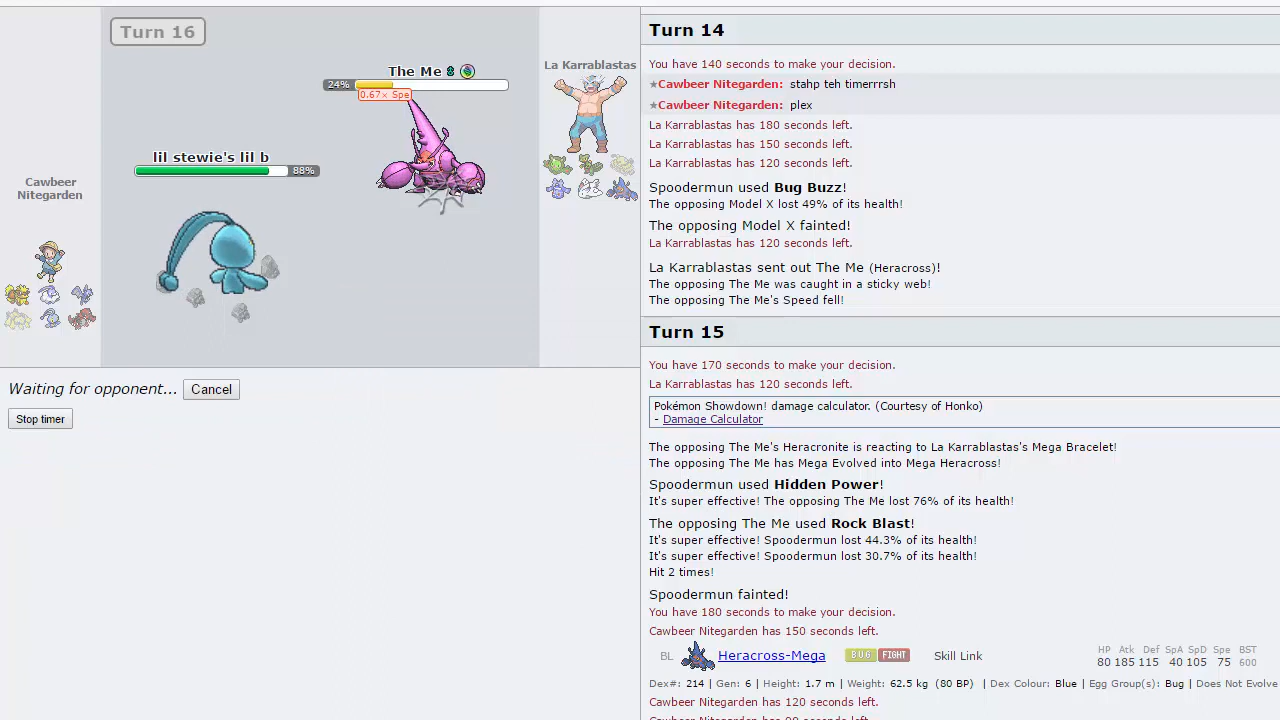 Turn 16
The Me
24%
0.67× Spe
lil stewie's lil b
88%
Cawbeer
Nitegarden
La Karrablastas
Waiting for opponent... Cancel
Stop timer
Turn 14
You have 140 seconds to make your decision.
★Cawbeer Nitegarden: stahp teh timerrrsh
★Cawbeer Nitegarden: plex
La Karrablastas has 180 seconds left.
La Karrablastas has 150 seconds left.
La Karrablastas has 120 seconds left.
Spoodermun used Bug Buzz!
The opposing Model X lost 49% of its health!
The opposing Model X fainted!
La Karrablastas has 120 seconds left.
La Karrablastas sent out The Me (Heracross)!
The opposing The Me was caught in a sticky web!
The opposing The Me's Speed fell!
Turn 15
You have 170 seconds to make your decision.
La Karrablastas has 120 seconds left.
Pokémon Showdown! damage calculator. (Courtesy of Honko)
- Damage Calculator
The opposing The Me's Heracronite is reacting to La Karrablastas's Mega Bracelet!
The opposing The Me has Mega Evolved into Mega Heracross!
Spoodermun used Hidden Power!
It's super effective! The opposing The Me lost 76% of its health!
The opposing The Me used Rock Blast!
It's super effective! Spoodermun lost 44.3% of its health!
It's super effective! Spoodermun lost 30.7% of its health!
Hit 2 times!
Spoodermun fainted!
You have 180 seconds to make your decision.
Cawbeer Nitegarden has 150 seconds left.
HP Atk Def SpA SpD Spe BST
BL Heracross-Mega BUG FIGHT Skill Link 80 185 115 40 105 75 600
Dex#: 214 | Gen: 6 | Height: 1.7 m | Weight: 62.5 kg (80 BP) | Dex Colour: Blue | Egg Group(s): Bug | Does Not Evolve
Cawbeer Nitegarden has 120 seconds left.
Cawbeer Nitegarden has 90 seconds left.